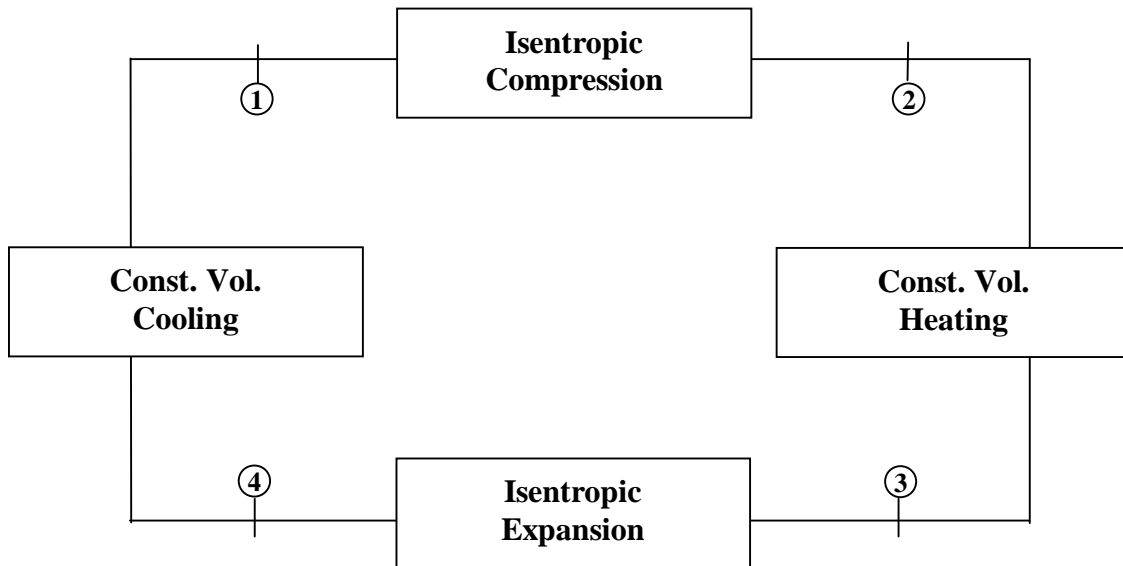 Isentropic
Compression
1
2
Const. Vol.
Cooling
Const. Vol.
Heating
4
3
Isentropic
Expansion